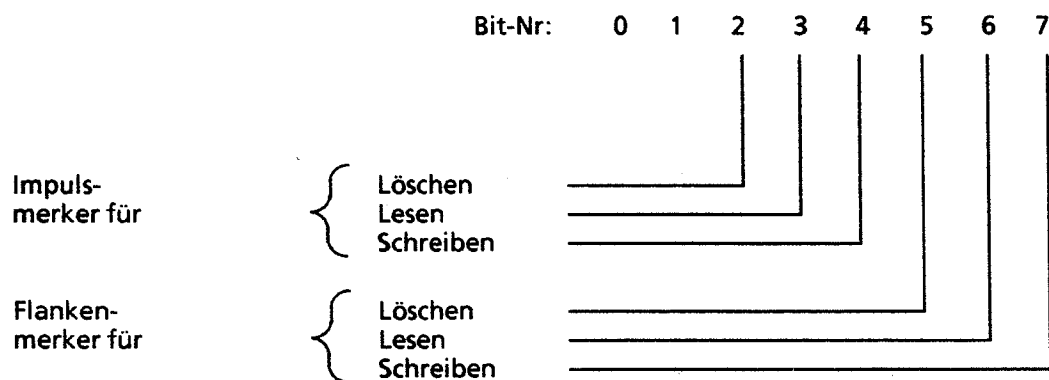 Bit-Nr: 0 1 2 3 4 5 6 7
Impuls-
merker für
Löschen
Lesen
Schreiben
Flanken-
merker für
Löschen
Lesen
Schreiben